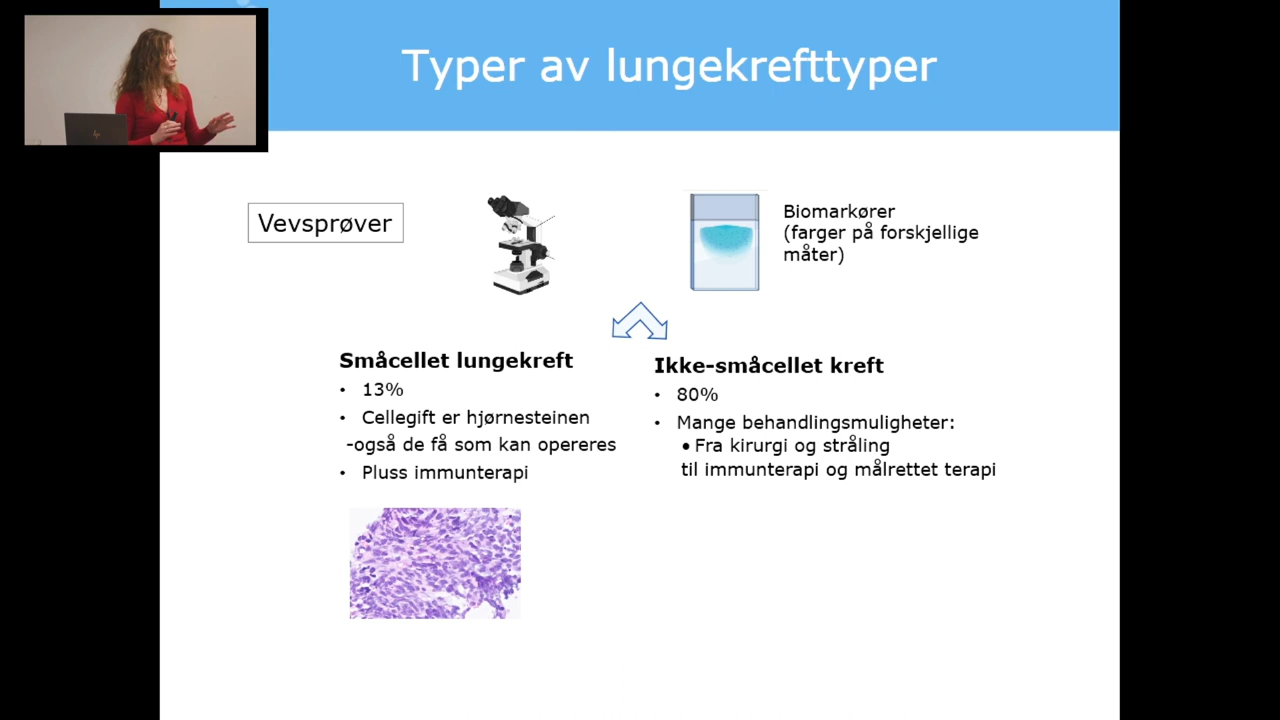 Typer av lungekrefttyper
Vevsprøver
Biomarkører
(farger på forskjellige
måter)
Småcellet lungekreft
• 13%
• Cellegift er hjørnesteinen
-også de få som kan opereres
• Pluss immunterapi
Ikke-småcellet kreft
• 80%
• Mange behandlingsmuligheter:
• Fra kirurgi og stråling
til immunterapi og målrettet terapi